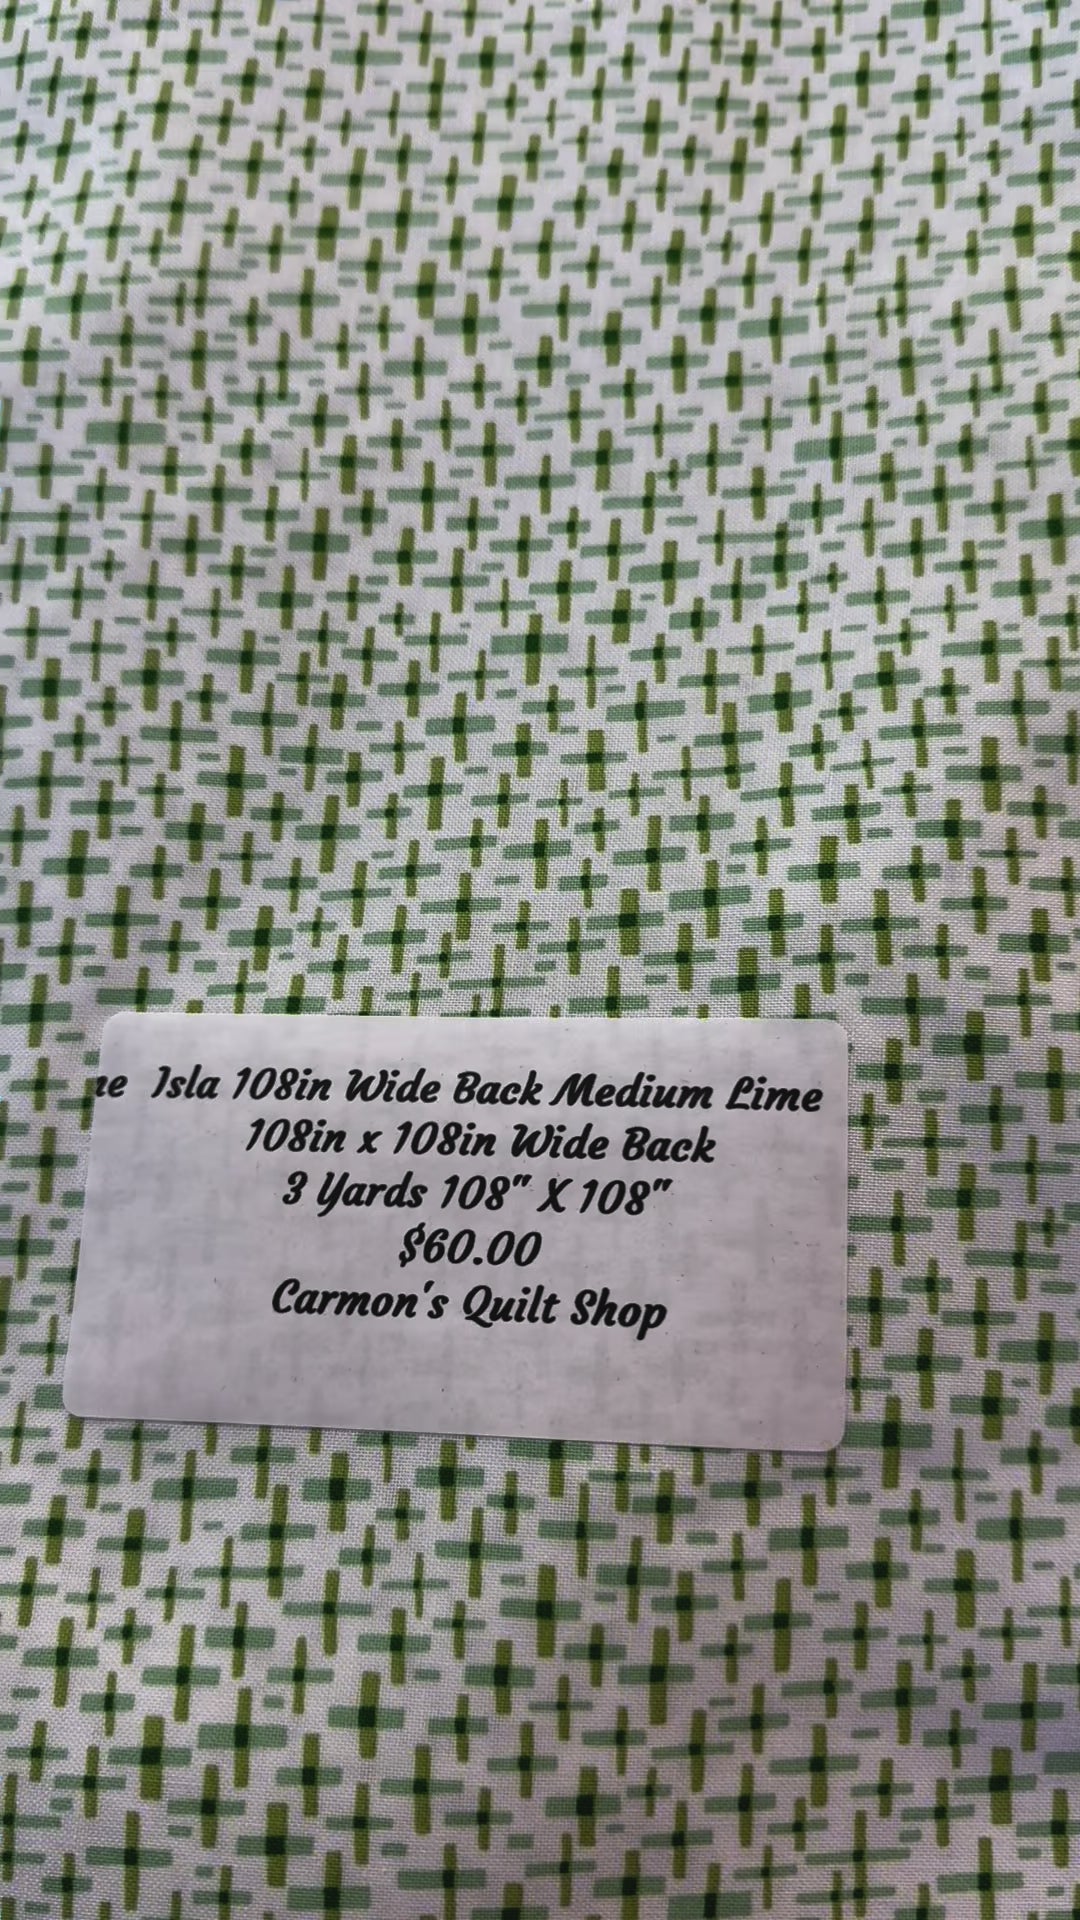 Isla 108in Wide Back Medium Lime
108in x 108in Wide Back
3 Yards 108" X 108"
$60.00
Carmon's Quilt Shop